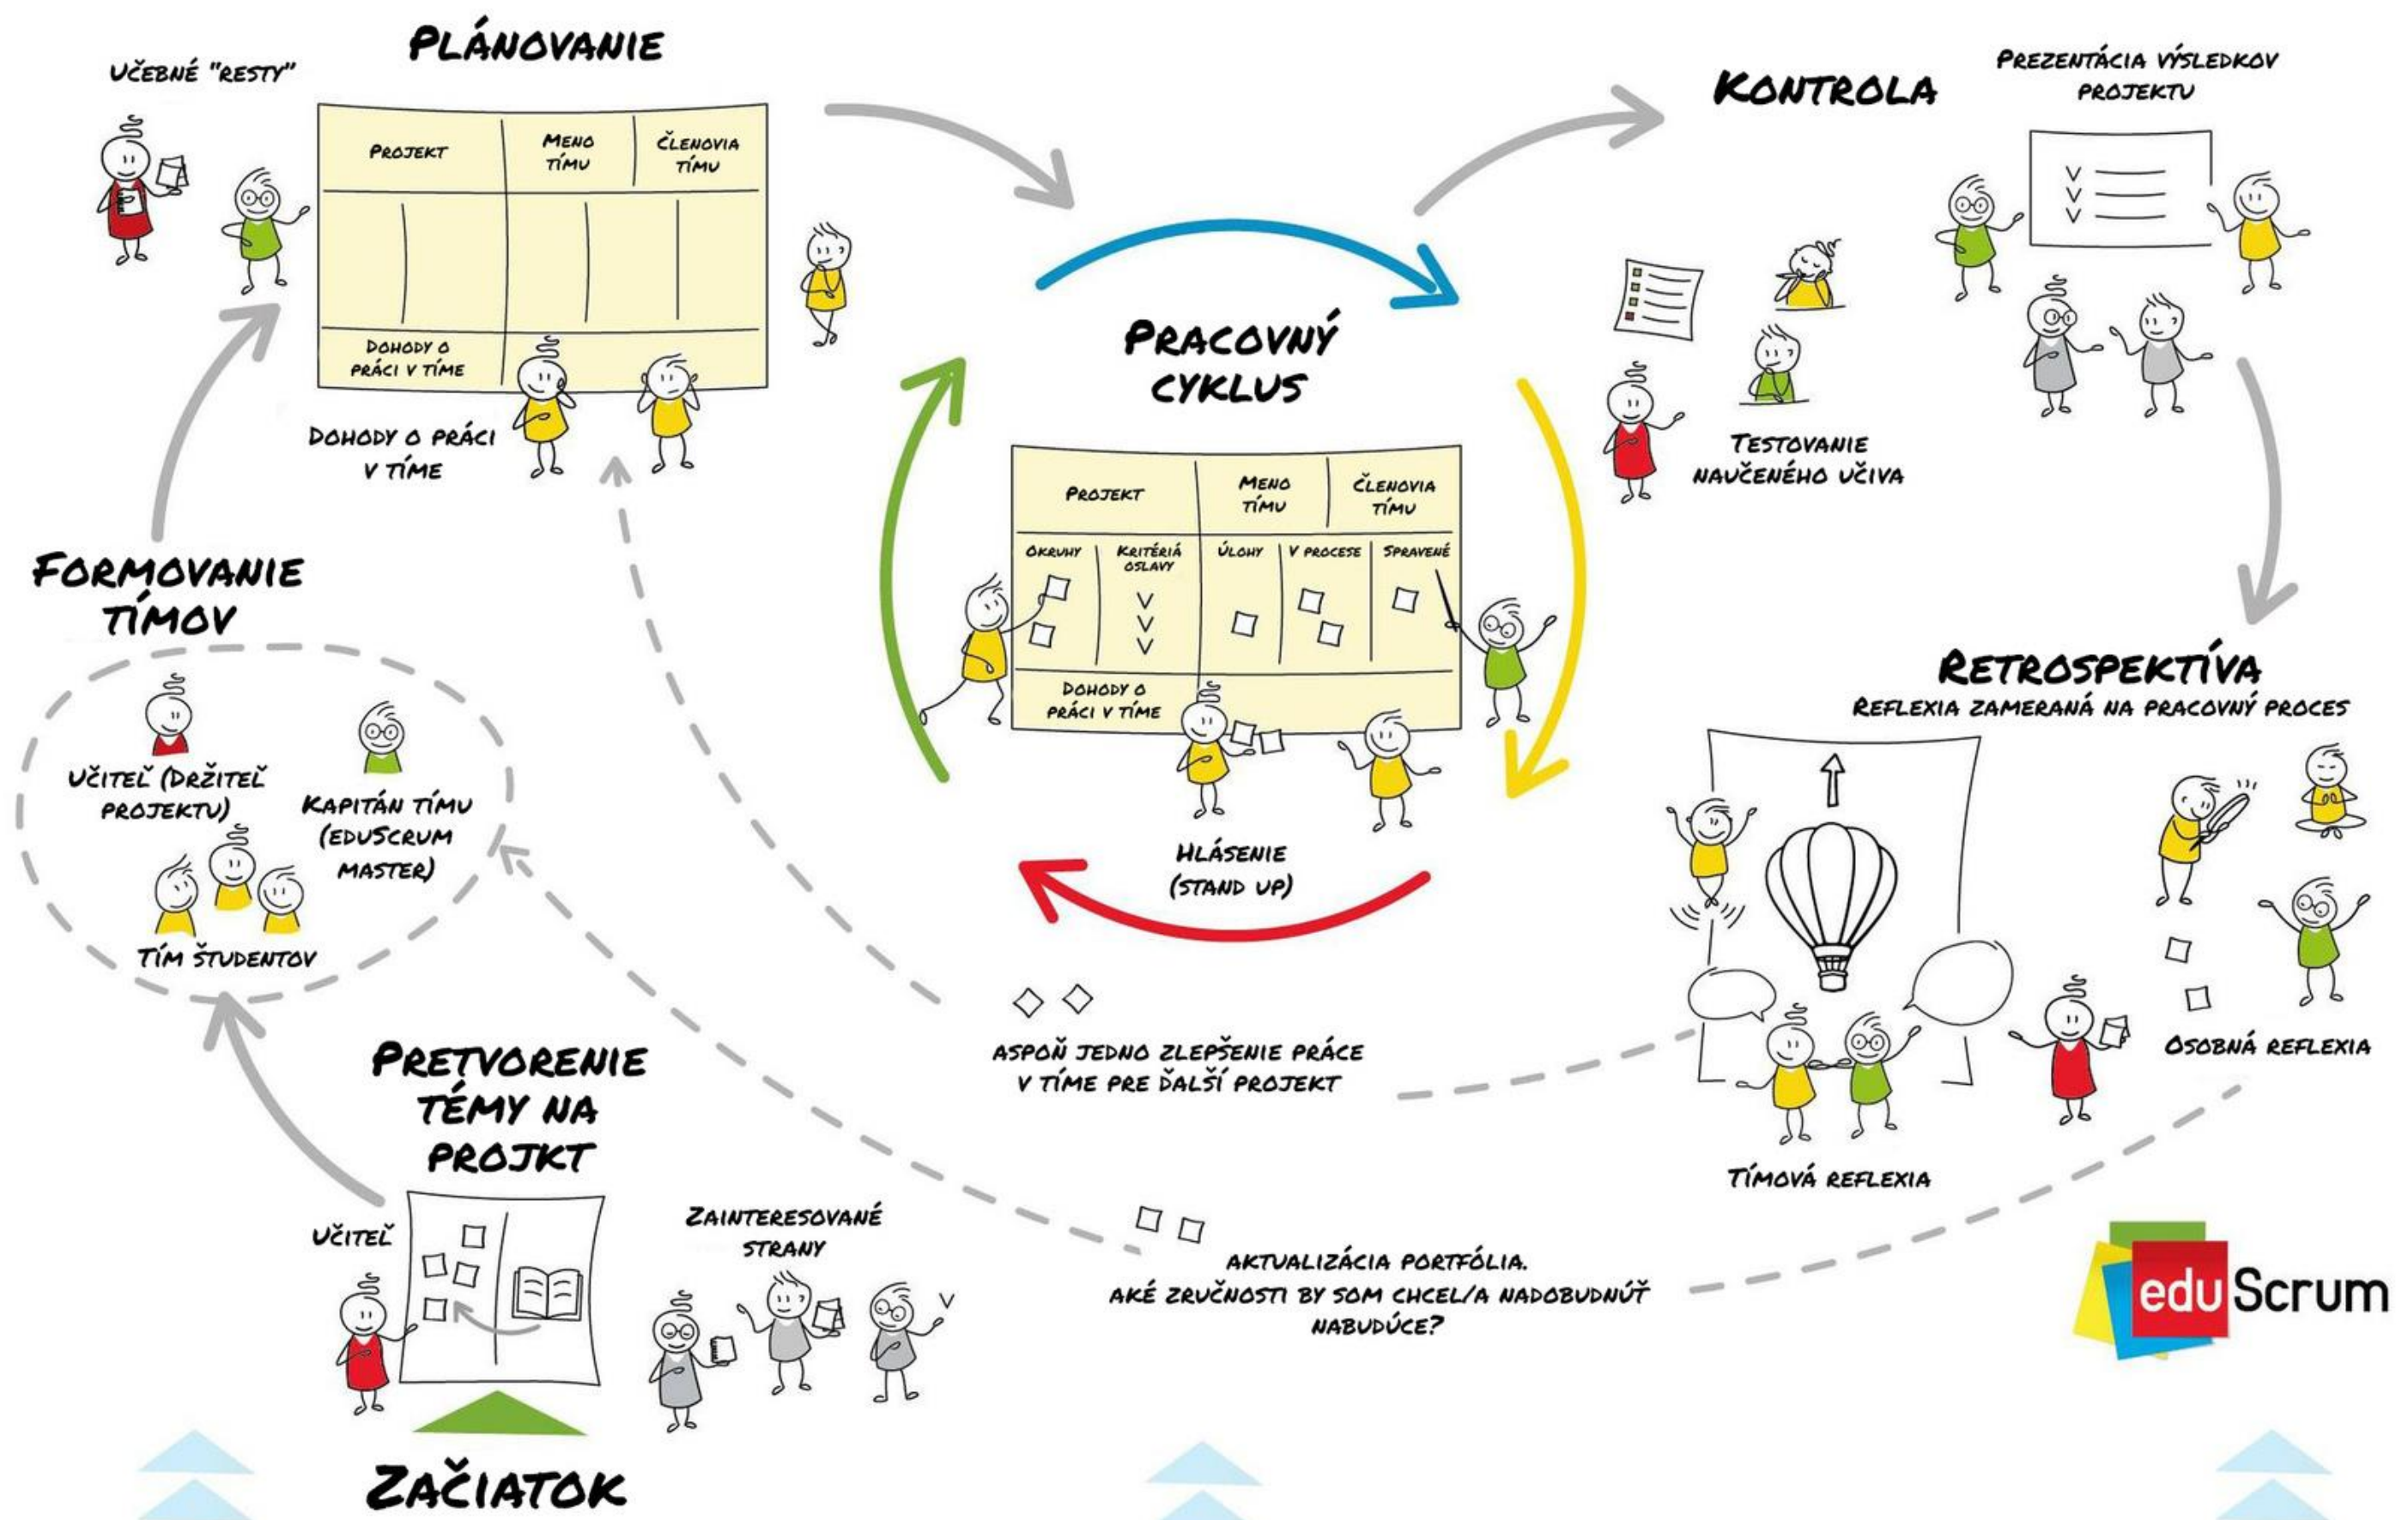 PLÁNOVANIE
UČEBNÉ "RESTY"
PROJEKT
MENO
TÍMU
ČLENOVIA
TÍMU
DOHODY O
PRÁCI V TÍME
DOHODY O PRÁCI
V TÍME
KONTROLA
PREZENTÁCIA VÝSLEDKOV
PROJEKTU
TESTOVANIE
NAUČENÉHO UČIVA
PRACOVNÝ
CYKLUS
PROJEKT
MENO
TÍMU
ČLENOVIA
TÍMU
OKRUHY
KRITÉRIÁ
OSLAVY
ÚLOHY
V PROCESE
SPRAVENÉ
DOHODY O
PRÁCI V TÍME
HLÁSENIE
(STAND UP)
FORMOVANIE
TÍMOV
UČITEĽ (DRŽITEĽ
PROJEKTU)
KAPITÁN TÍMU
(EDUSCRUM
MASTER)
TÍM ŠTUDENTOV
RETROSPEKTÍVA
REFLEXIA ZAMERANÁ NA PRACOVNÝ PROCES
OSOBNÁ REFLEXIA
TÍMOVÁ REFLEXIA
ASPOŇ JEDNO ZLEPŠENIE PRÁCE
V TÍME PRE ĎALŠÍ PROJEKT
PRETVORENIE
TÉMY NA
PROJKT
UČITEĽ
ZAINTERESOVANÉ
STRANY
AKTUALIZÁCIA PORTFÓLIA.
AKÉ ZRUČNOSTI BY SOM CHCEL/A NADOBUDNÚŤ
NABUDÚCE?
eduScrum
ZAČIATOK